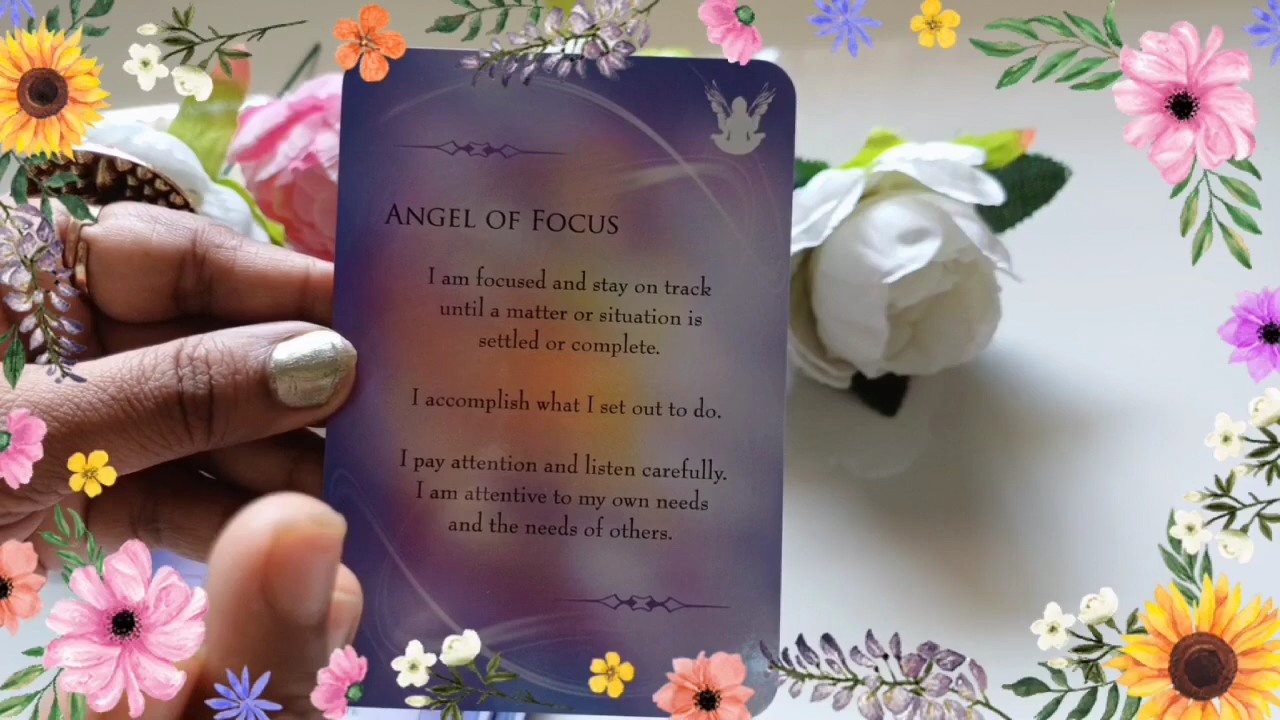 Angel of Focus
I am focused and stay on track
until a matter or situation is
settled or complete.
I accomplish what I set out to do.
I pay attention and listen carefully.
I am attentive to my own needs
and the needs of others.